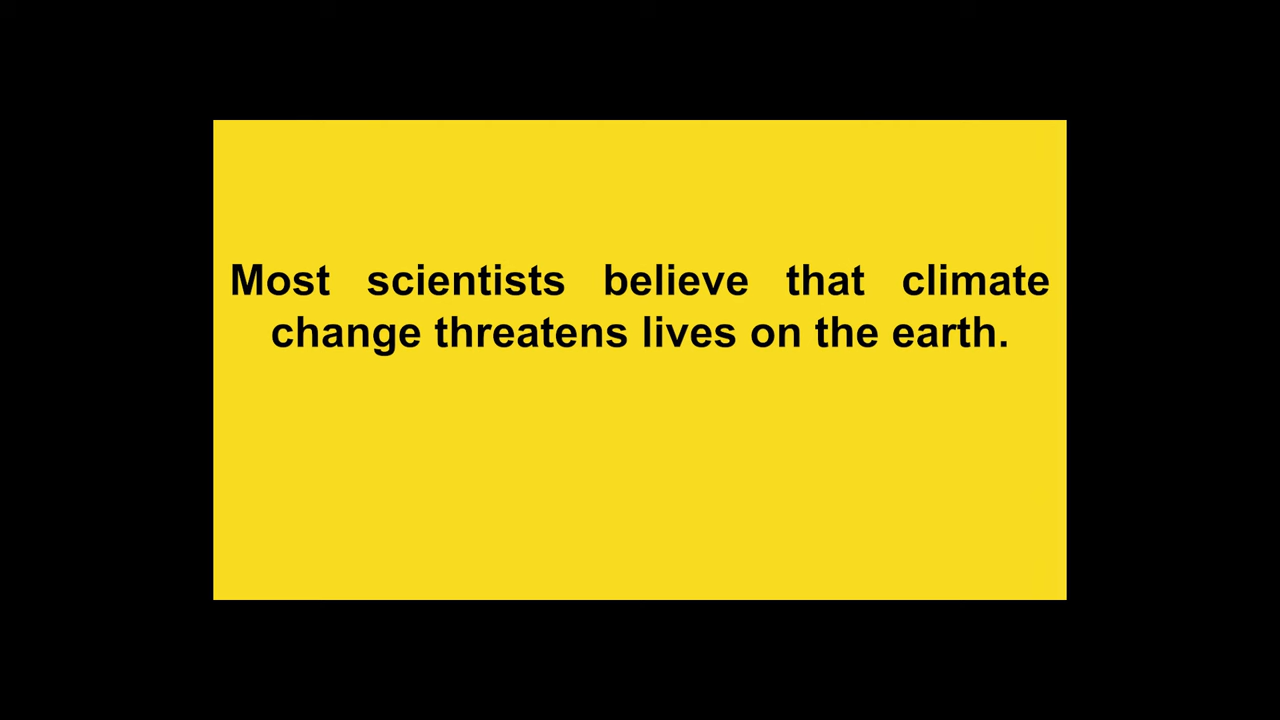 Most scientists believe that climate
change threatens lives on the earth.